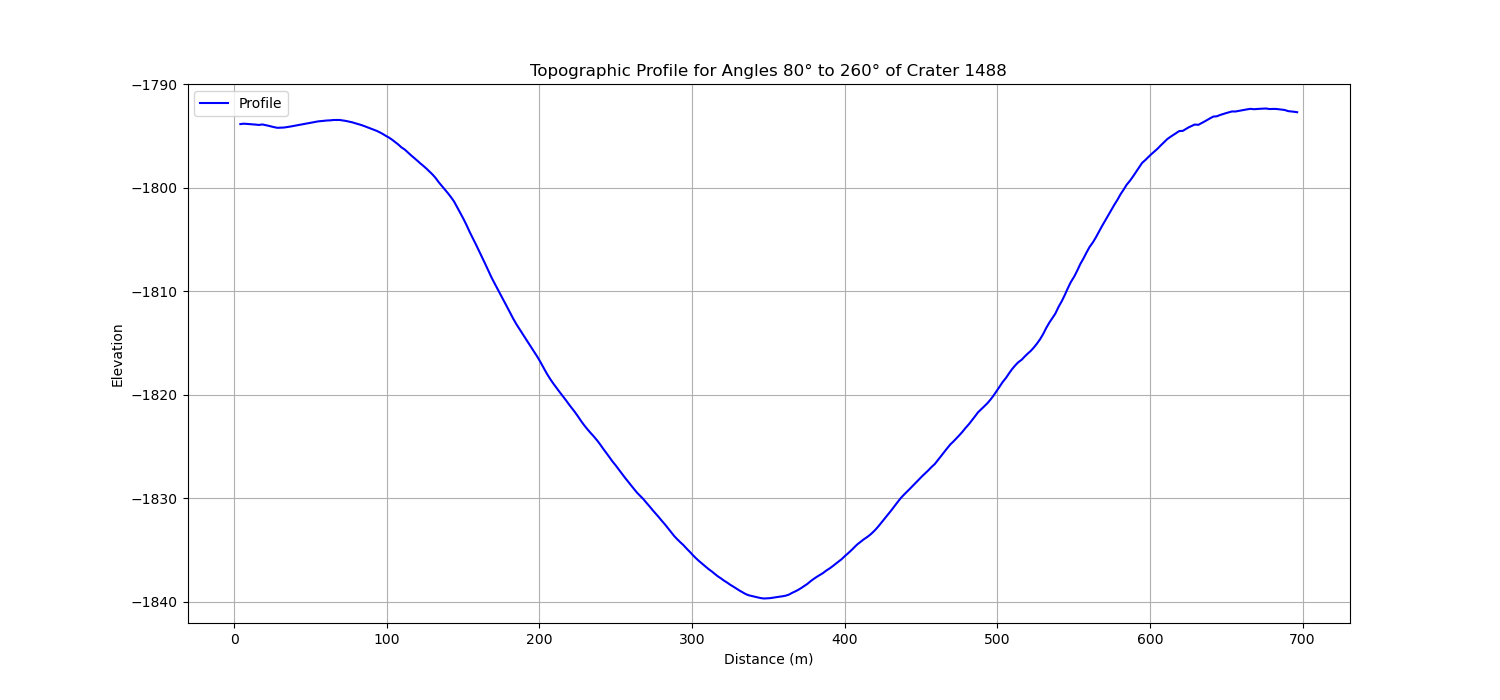 Topographic Profile for Angles 80° to 260° of Crater 1488
Profile
−1790
−1800
−1810
−1820
−1830
−1840
Elevation
0 100 200 300 400 500 600 700
Distance (m)